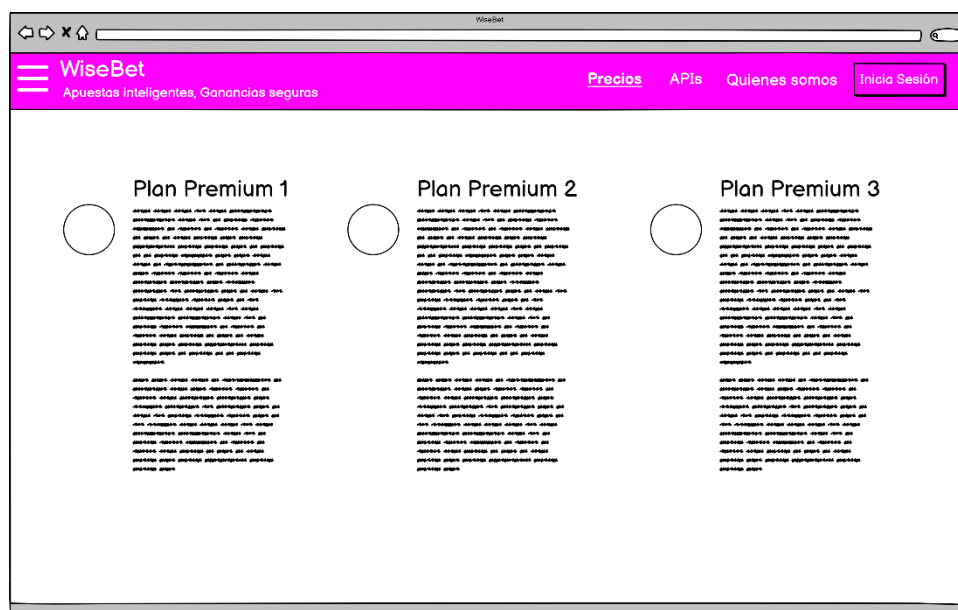 WiseBet
WiseBet
Apuestas inteligentes, Ganancias seguras
Precios
APIs
Quienes somos
Inicia Sesión
Plan Premium 1
Plan Premium 2
Plan Premium 3